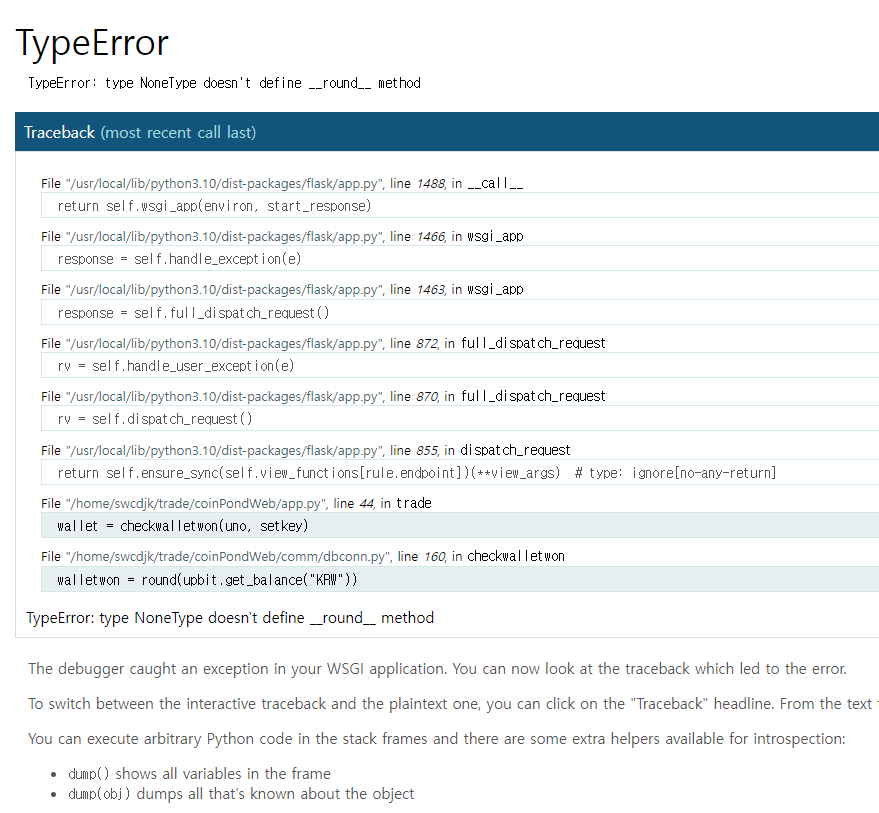 TypeError
TypeError: type NoneType doesn't define __round__ method
Traceback (most recent call last)
File "/usr/local/lib/python3.10/dist-packages/flask/app.py", line 1488, in __call__
return self.wsgi_app(environ, start_response)
File "/usr/local/lib/python3.10/dist-packages/flask/app.py", line 1466, in wsgi_app
response = self.handle_exception(e)
File "/usr/local/lib/python3.10/dist-packages/flask/app.py", line 1463, in wsgi_app
response = self.full_dispatch_request()
File "/usr/local/lib/python3.10/dist-packages/flask/app.py", line 872, in full_dispatch_request
rv = self.handle_user_exception(e)
File "/usr/local/lib/python3.10/dist-packages/flask/app.py", line 870, in full_dispatch_request
rv = self.dispatch_request()
File "/usr/local/lib/python3.10/dist-packages/flask/app.py", line 855, in dispatch_request
return self.ensure_sync(self.view_functions[rule.endpoint])(**view_args)  # type: ignore[no-any-return]
File "/home/swcdjk/trade/coinPondWeb/app.py", line 44, in trade
wallet = checkwalletwon(uno, setkey)
File "/home/swcdjk/trade/coinPondWeb/comm/dbconn.py", line 160, in checkwalletwon
walletwon = round(upbit.get_balance("KRW"))
TypeError: type NoneType doesn't define __round__ method
The debugger caught an exception in your WSGI application. You can now look at the traceback which led to the error.
To switch between the interactive traceback and the plaintext one, you can click on the "Traceback" headline. From the text
You can execute arbitrary Python code in the stack frames and there are some extra helpers available for introspection:
• dump() shows all variables in the frame
• dump(obj) dumps all that's known about the object